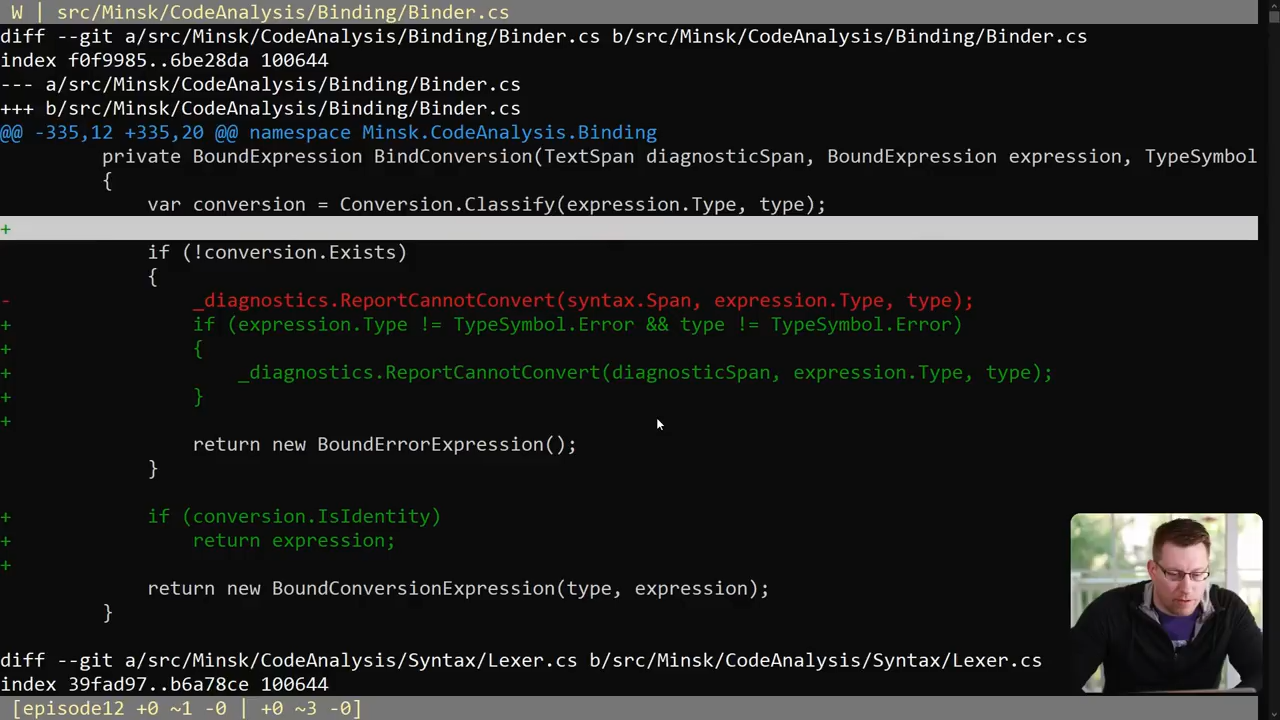 W | src/Minsk/CodeAnalysis/Binding/Binder.cs
diff --git a/src/Minsk/CodeAnalysis/Binding/Binder.cs b/src/Minsk/CodeAnalysis/Binding/Binder.cs
index f0f9985..6be28da 100644
--- a/src/Minsk/CodeAnalysis/Binding/Binder.cs
+++ b/src/Minsk/CodeAnalysis/Binding/Binder.cs
@@ -335,12 +335,20 @@ namespace Minsk.CodeAnalysis.Binding
private BoundExpression BindConversion(TextSpan diagnosticSpan, BoundExpression expression, TypeSymbol
{
var conversion = Conversion.Classify(expression.Type, type);
+
if (!conversion.Exists)
{
- _diagnostics.ReportCannotConvert(syntax.Span, expression.Type, type);
+ if (expression.Type != TypeSymbol.Error && type != TypeSymbol.Error)
+ {
+ _diagnostics.ReportCannotConvert(diagnosticSpan, expression.Type, type);
+ }
+
return new BoundErrorExpression();
}
+ if (conversion.IsIdentity)
+ return expression;
+
return new BoundConversionExpression(type, expression);
}
diff --git a/src/Minsk/CodeAnalysis/Syntax/Lexer.cs b/src/Minsk/CodeAnalysis/Syntax/Lexer.cs
index 39fad97..b6a78ce 100644
[episode12 +0 ~1 -0 | +0 ~3 -0]